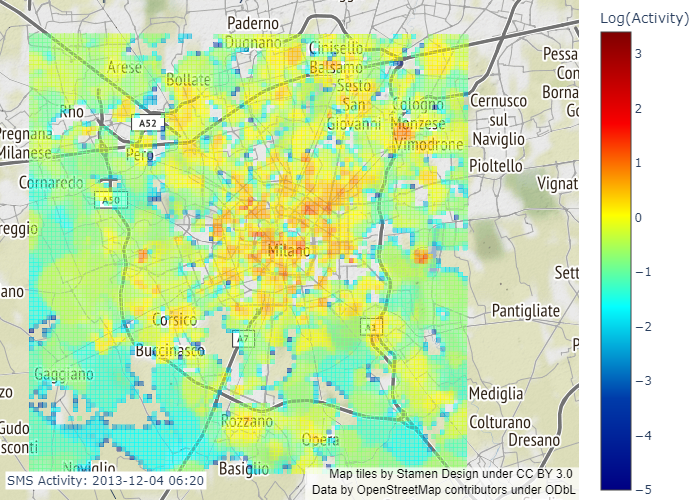 Log(Activity)
3
2
1
0
−1
−2
−3
−4
−5
Paderno
Dugnano
Cinisello
Balsamo
Pessa
Con
Borna
Go
Arese
Bollate
Sesto
San
Giovanni
Cologno
Monzese
Cernusco
sul
Naviglio
Rho
A52
Pregnana
Milanese
Pero
Vimodrone
Pioltello
Cornaredo
A50
Vignat
reggio
Milano
Sett
ano
Pantigliate
Corsico
A7
A1
P
Buccinasco
Gaggiano
zo
Mediglia
Colturano
Dresano
Gudo
sconti
Rozzano
Opera
Noviglio
Basiglio
SMS Activity: 2013-12-04 06:20
Map tiles by Stamen Design under CC BY 3.0
Data by OpenStreetMap contributors under ODbL